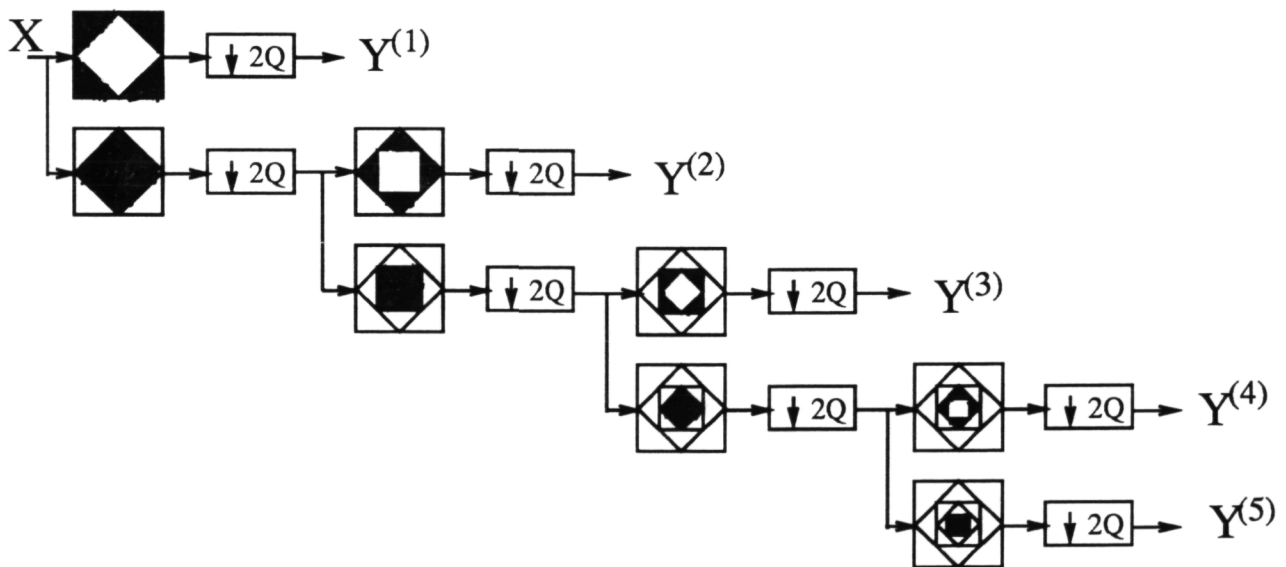 X
↓ 2Q
Y(1)
↓ 2Q
↓ 2Q
Y(2)
↓ 2Q
↓ 2Q
Y(3)
↓ 2Q
↓ 2Q
Y(4)
↓ 2Q
Y(5)